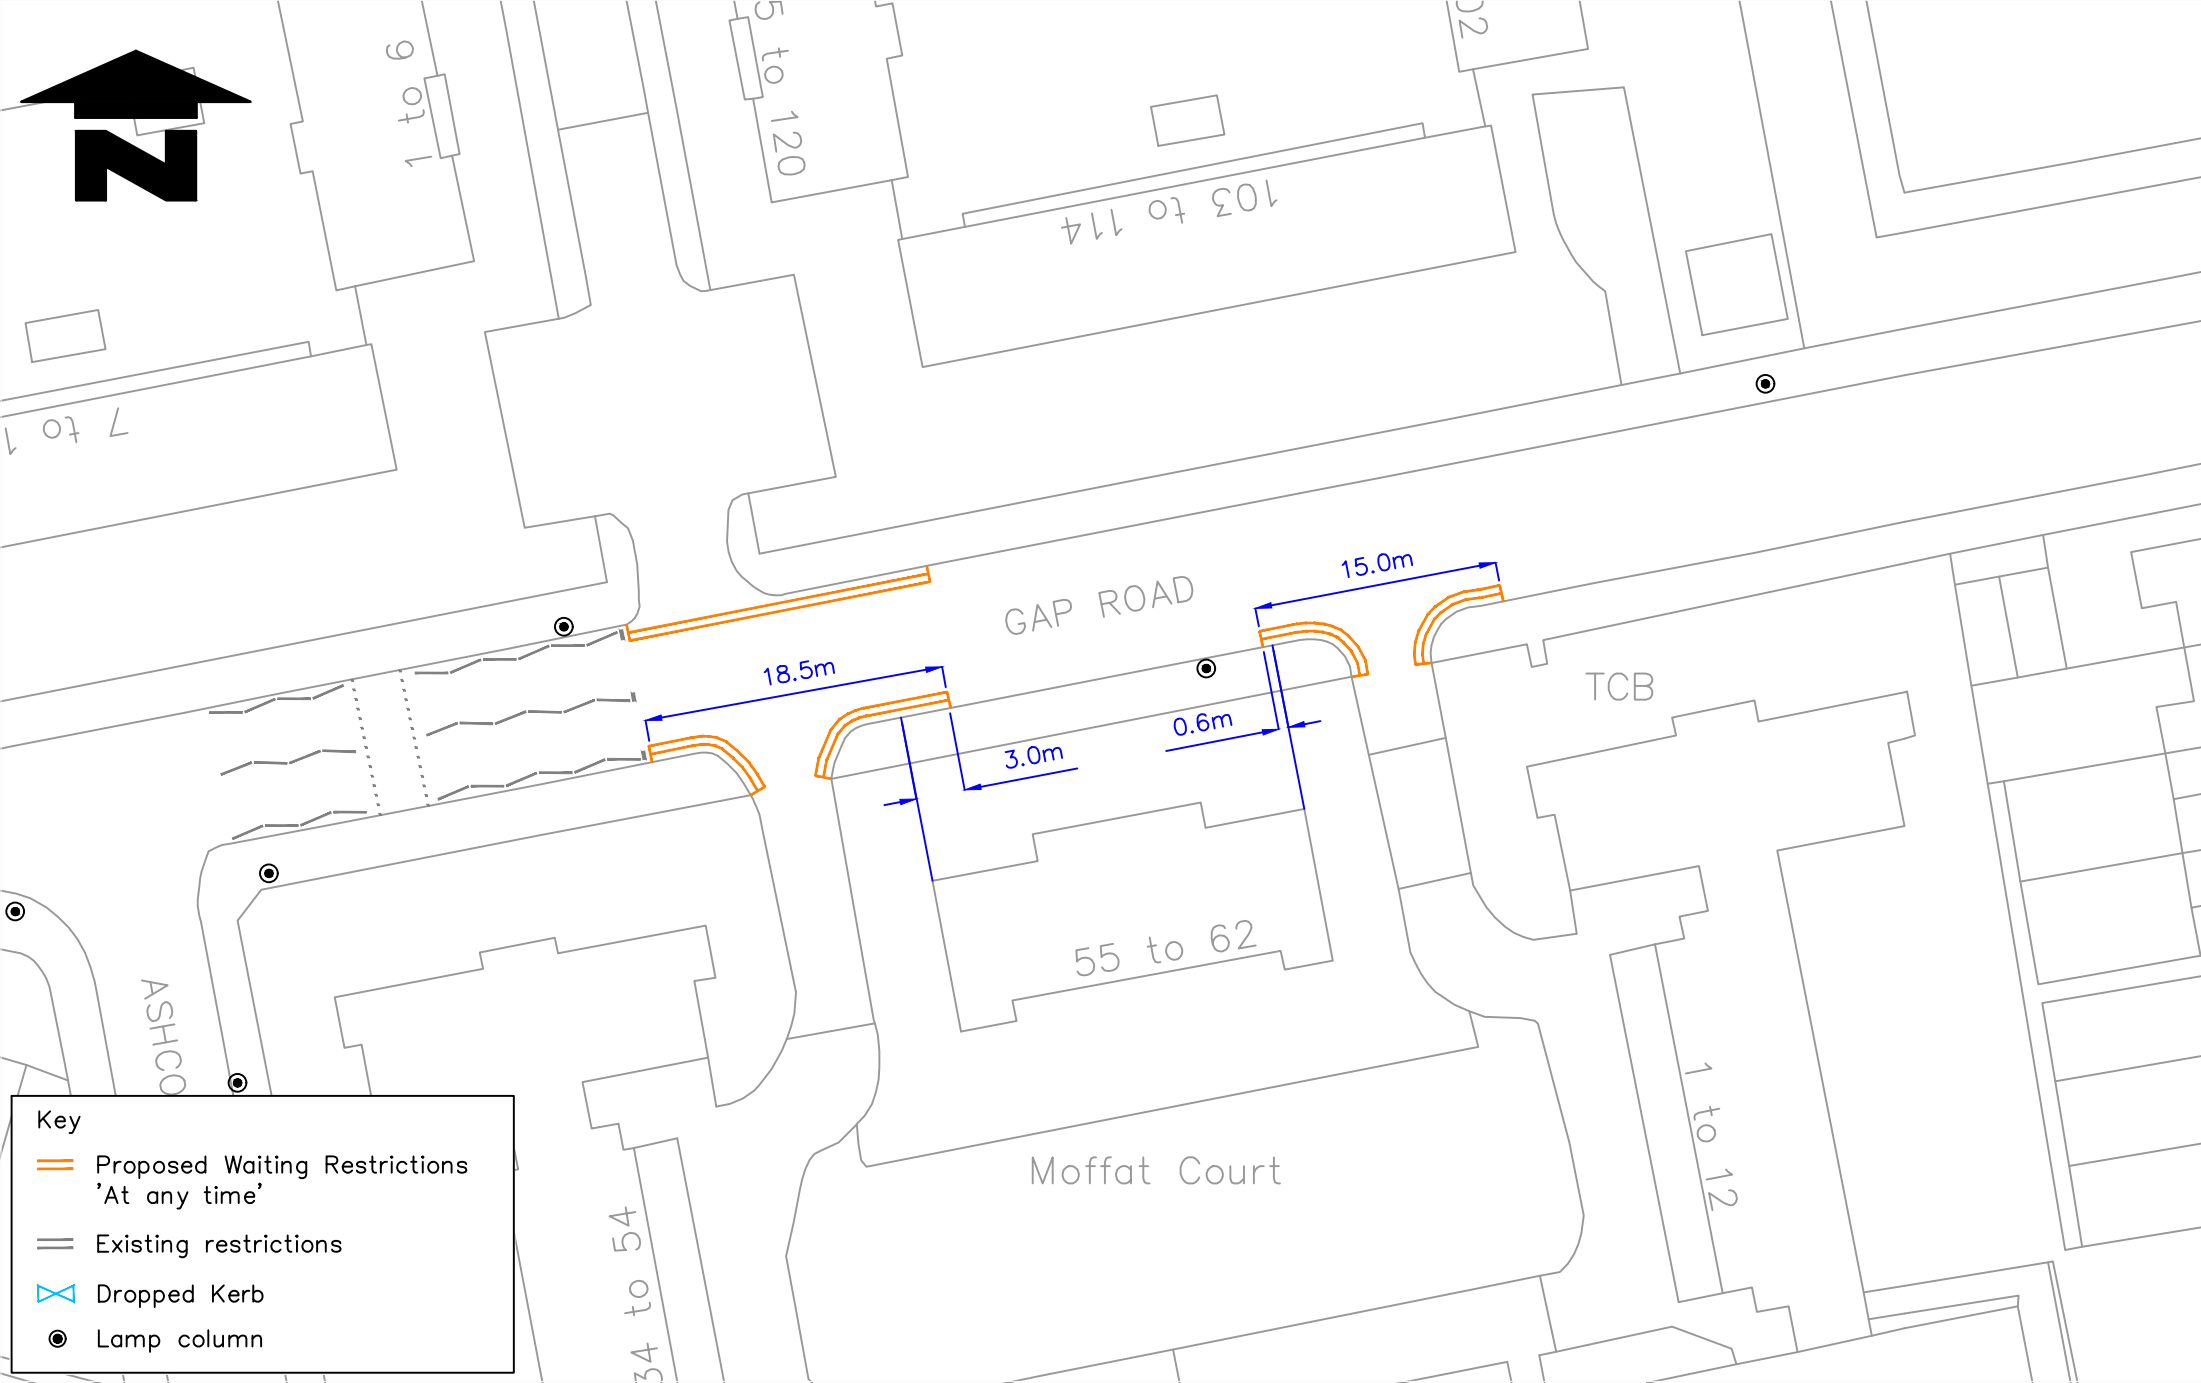 N
1 to 9
5 to 120
02
103 to 114
7 to 1
15.0m
GAP ROAD
18.5m
TCB
0.6m
3.0m
55 to 62
ASHCO
Moffat Court
1 to 12
34 to 54
Key
Proposed Waiting Restrictions
'At any time'
Existing restrictions
Dropped Kerb
Lamp column